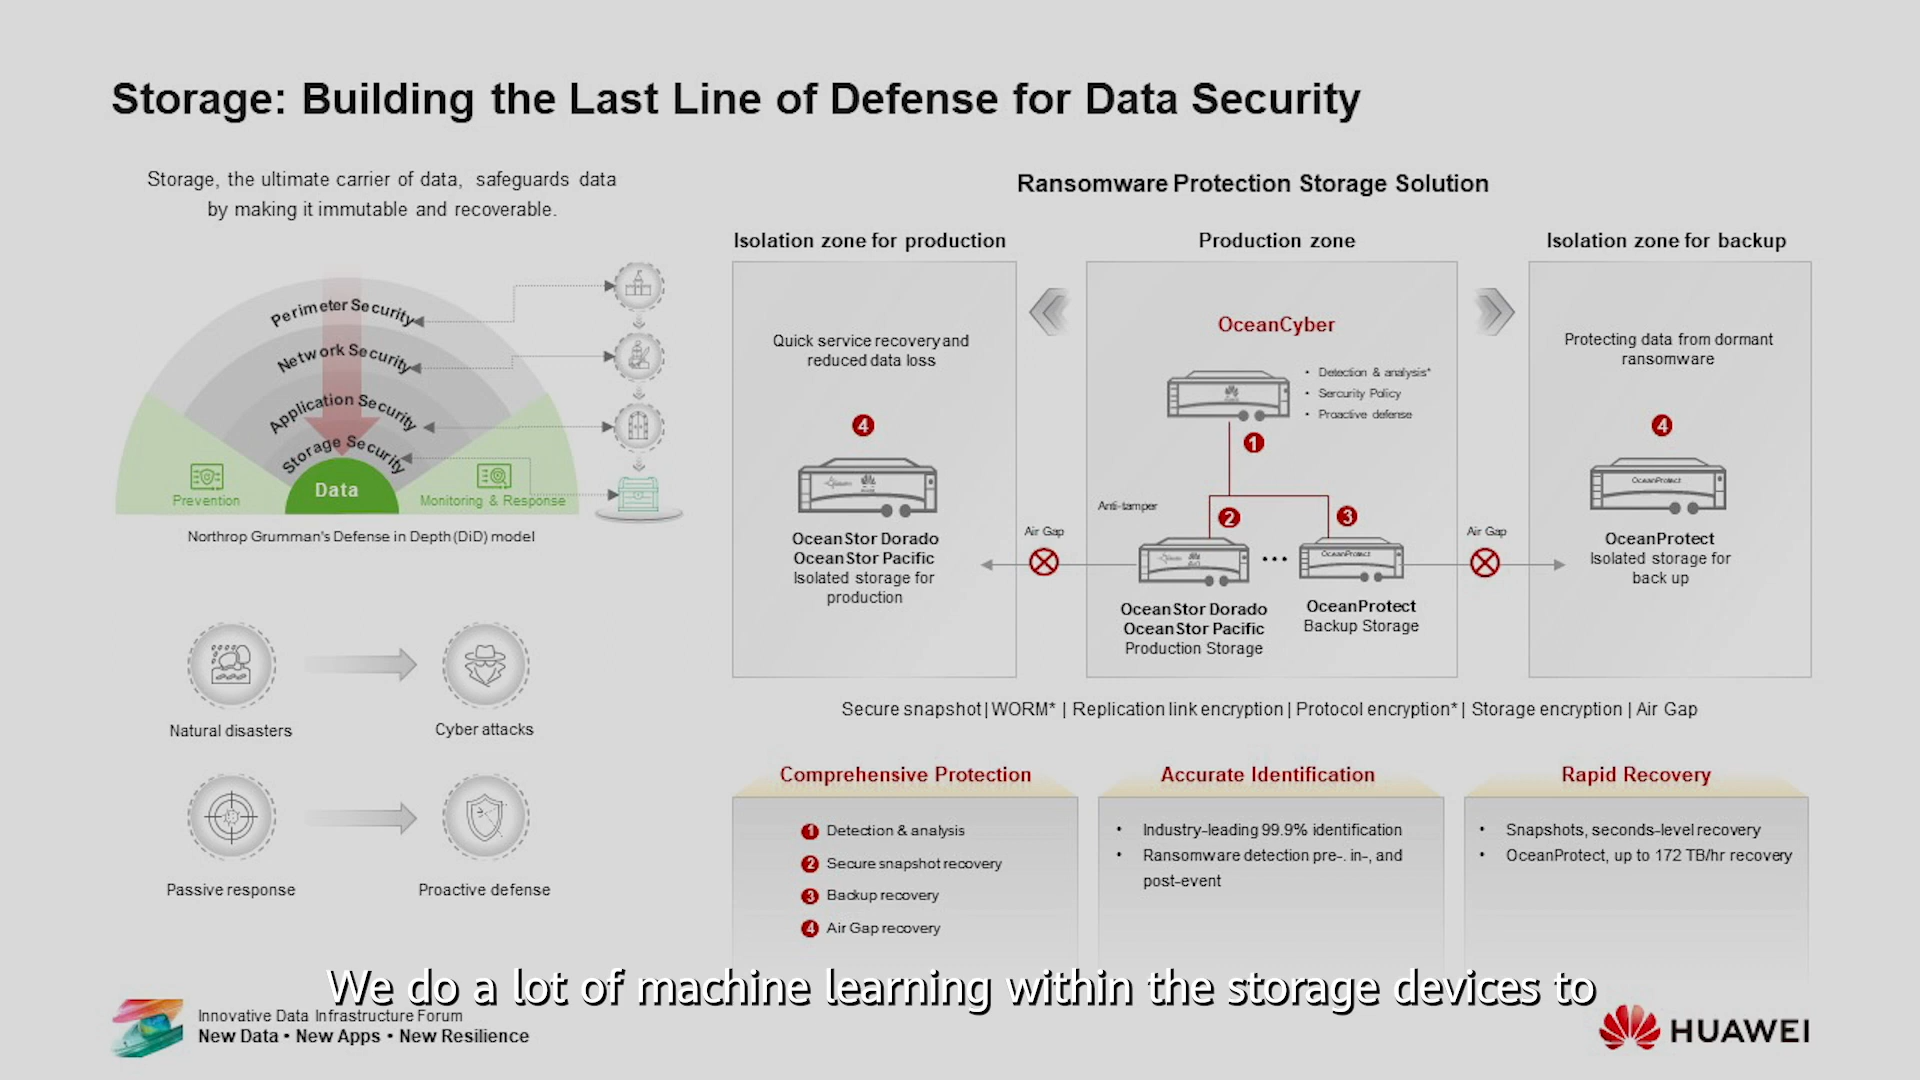 Storage: Building the Last Line of Defense for Data Security
Storage, the ultimate carrier of data, safeguards data
by making it immutable and recoverable.
Perimeter Security
Network Security
Application Security
Storage Security
Data
Prevention
Monitoring & Response
Northrop Grumman's Defense in Depth (DiD) model
Natural disasters
Cyber attacks
Passive response
Proactive defense
Ransomware Protection Storage Solution
Isolation zone for production
Quick service recovery and
reduced data loss
4
OceanStor Dorado
OceanStor Pacific
Isolated storage for
production
Air Gap
Production zone
OceanCyber
• Detection & analysis*
• Sercurity Policy
• Proactive defense
1
Anti-tamper
2
3
OceanProtect
OceanStor Dorado
OceanStor Pacific
Production Storage
OceanProtect
Backup Storage
Air Gap
Isolation zone for backup
Protecting data from dormant
ransomware
4
OceanProtect
OceanProtect
Isolated storage for
back up
Secure snapshot | WORM* | Replication link encryption | Protocol encryption* | Storage encryption | Air Gap
Comprehensive Protection
1 Detection & analysis
2 Secure snapshot recovery
3 Backup recovery
4 Air Gap recovery
Accurate Identification
• Industry-leading 99.9% identification
• Ransomware detection pre-. in-, and
post-event
Rapid Recovery
• Snapshots, seconds-level recovery
• OceanProtect, up to 172 TB/hr recovery
We do a lot of machine learning within the storage devices to
Innovative Data Infrastructure Forum
New Data • New Apps • New Resilience
HUAWEI